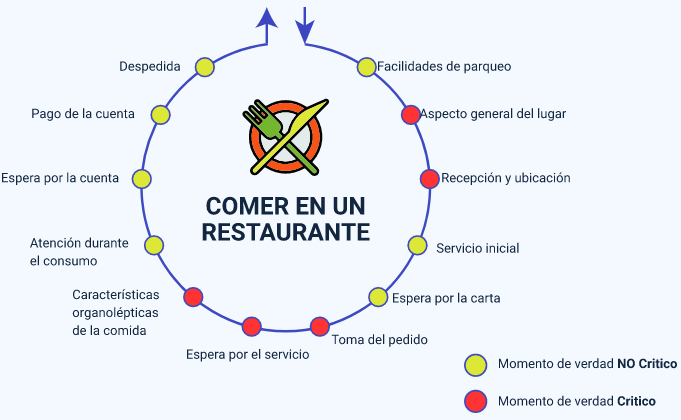 Despedida
Facilidades de parqueo
Pago de la cuenta
Aspecto general del lugar
Espera por la cuenta
Recepción y ubicación
COMER EN UN
RESTAURANTE
Atención durante
el consumo
Servicio inicial
Características
organolépticas
de la comida
Espera por la carta
Espera por el servicio
Toma del pedido
Momento de verdad NO Critico
Momento de verdad Critico